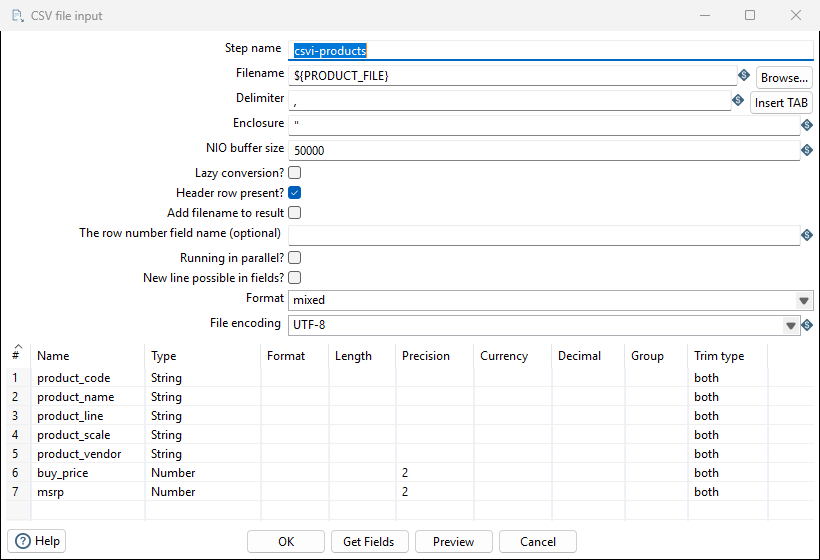 CSV file input
Step name csvi-products
Filename ${PRODUCT_FILE} Browse...
Delimiter , Insert TAB
Enclosure "
NIO buffer size 50000
Lazy conversion?
Header row present?
Add filename to result
The row number field name (optional)
Running in parallel?
New line possible in fields?
Format mixed
File encoding UTF-8
# Name Type Format Length Precision Currency Decimal Group Trim type
1 product_code String both
2 product_name String both
3 product_line String both
4 product_scale String both
5 product_vendor String both
6 buy_price Number 2 both
7 msrp Number 2 both
Help OK Get Fields Preview Cancel